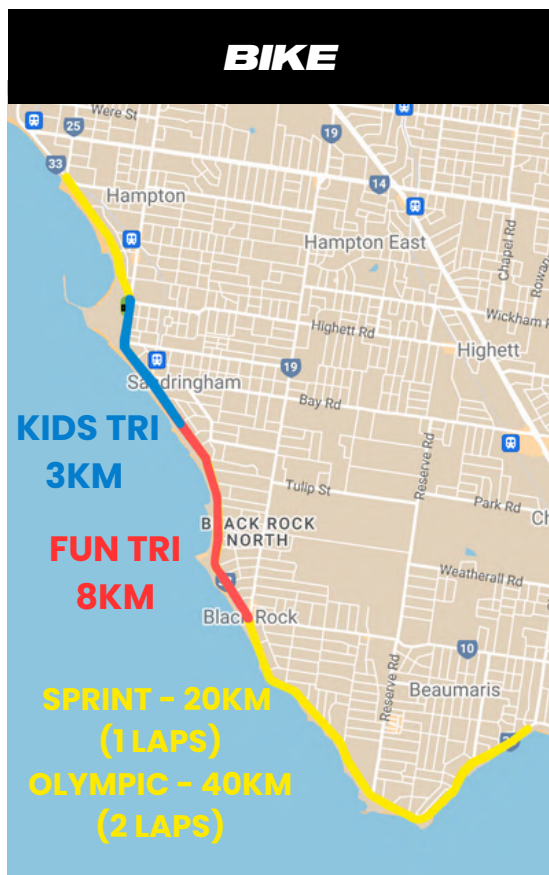 BIKE
Were St
25
19
33
14
Hampton
Chapel Rd
Rowan
Hampton East
Wickham R
Highett Rd
Highett
19
Sandringham
Bay Rd
KIDS TRI
3KM
Reserve Rd
Tulip St
Park Rd
Ch
BLACK ROCK
NORTH
FUN TRI
8KM
Weatherall Rd
Black Rock
10
Reserve Rd
Beaumaris
SPRINT - 20KM
(1 LAPS)
OLYMPIC - 40KM
(2 LAPS)